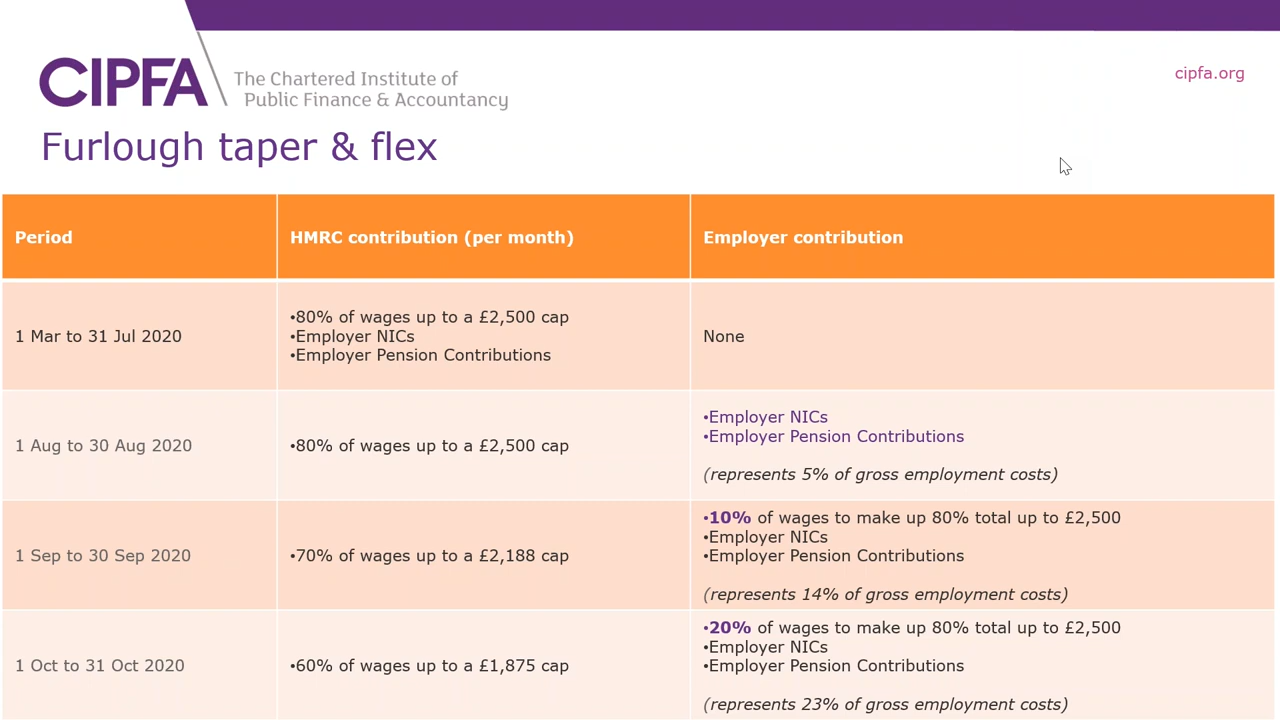 CIPFA
The Chartered Institute of
Public Finance & Accountancy
cipfa.org
Furlough taper & flex
Period
HMRC contribution (per month)
Employer contribution
1 Mar to 31 Jul 2020
•80% of wages up to a £2,500 cap
•Employer NICs
•Employer Pension Contributions
None
1 Aug to 30 Aug 2020
•80% of wages up to a £2,500 cap
•Employer NICs
•Employer Pension Contributions
(represents 5% of gross employment costs)
1 Sep to 30 Sep 2020
•70% of wages up to a £2,188 cap
•10% of wages to make up 80% total up to £2,500
•Employer NICs
•Employer Pension Contributions
(represents 14% of gross employment costs)
1 Oct to 31 Oct 2020
•60% of wages up to a £1,875 cap
•20% of wages to make up 80% total up to £2,500
•Employer NICs
•Employer Pension Contributions
(represents 23% of gross employment costs)